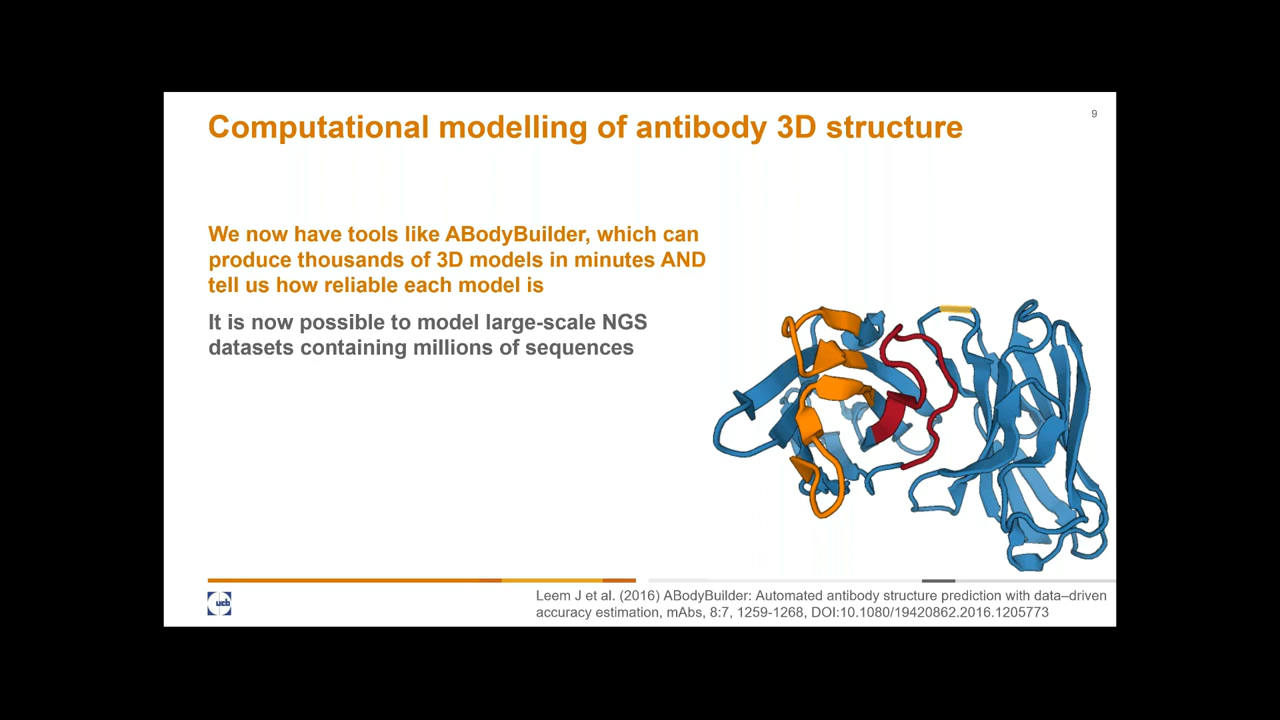 Computational modelling of antibody 3D structure
9
We now have tools like ABodyBuilder, which can
produce thousands of 3D models in minutes AND
tell us how reliable each model is
It is now possible to model large-scale NGS
datasets containing millions of sequences
ucb
Leem J et al. (2016) ABodyBuilder: Automated antibody structure prediction with data–driven
accuracy estimation, mAbs, 8:7, 1259-1268, DOI:10.1080/19420862.2016.1205773